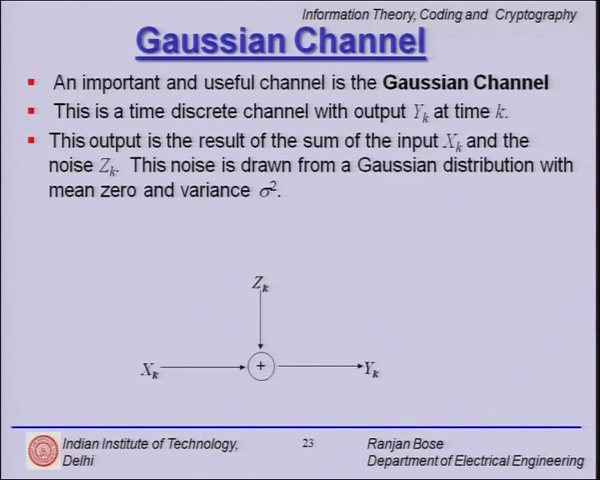 Information Theory, Coding and Cryptography
Gaussian Channel
▪ An important and useful channel is the Gaussian Channel
▪ This is a time discrete channel with output Yₖ at time k.
▪ This output is the result of the sum of the input Xₖ and the
noise Zₖ. This noise is drawn from a Gaussian distribution with
mean zero and variance σ².
Zₖ
Xₖ + Yₖ
Indian Institute of Technology, 23 Ranjan Bose
Delhi Department of Electrical Engineering